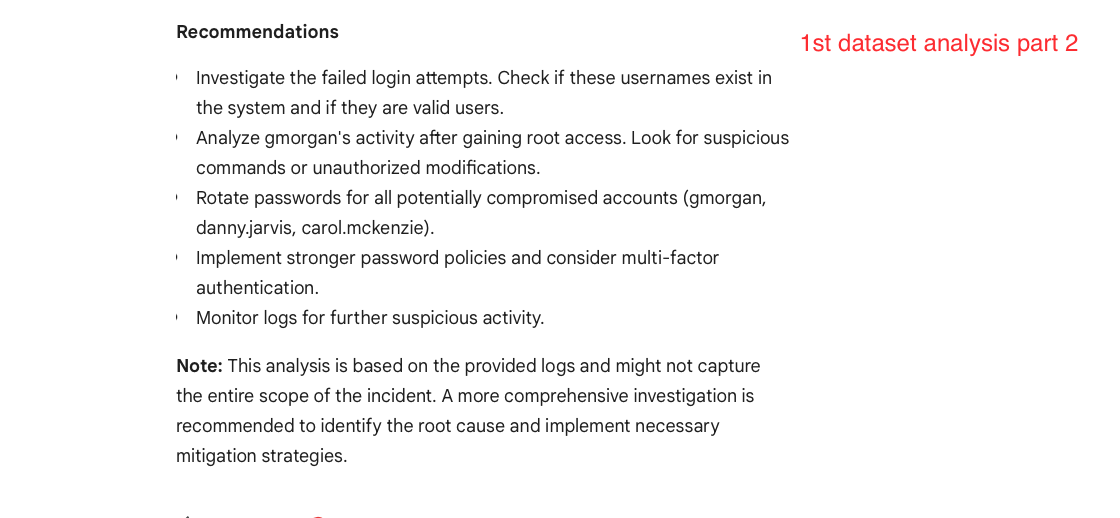 Recommendations
1st dataset analysis part 2
Investigate the failed login attempts. Check if these usernames exist in
the system and if they are valid users.
Analyze gmorgan's activity after gaining root access. Look for suspicious
commands or unauthorized modifications.
Rotate passwords for all potentially compromised accounts (gmorgan,
danny.jarvis, carol.mckenzie).
Implement stronger password policies and consider multi-factor
authentication.
Monitor logs for further suspicious activity.
Note: This analysis is based on the provided logs and might not capture
the entire scope of the incident. A more comprehensive investigation is
recommended to identify the root cause and implement necessary
mitigation strategies.